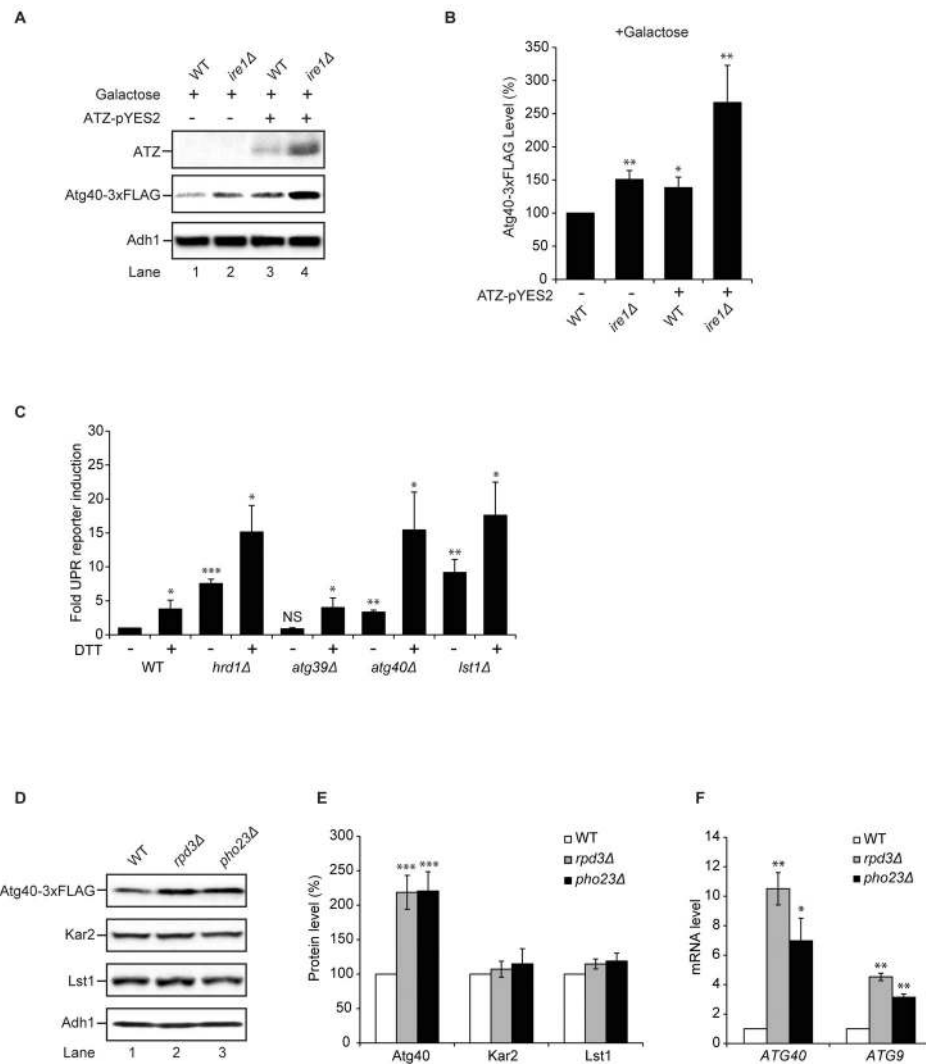 A
WT ire1Δ WT ire1Δ
Galactose + + + +
ATZ-pYES2 - - + +
ATZ
Atg40-3xFLAG
Adh1
Lane 1 2 3 4
B
+Galactose
Atg40-3xFLAG Level (%)
350
300
250
200
150
100
50
0
** * **
ATZ-pYES2 - - + +
WT ire1Δ WT ire1Δ
C
Fold UPR reporter induction
30
25
20
15
10
5
0
* *** * NS * ** * ** *
DTT - + - + - + - + - +
WT hrd1Δ atg39Δ atg40Δ lst1Δ
D
WT rpd3Δ pho23Δ
Atg40-3xFLAG
Kar2
Lst1
Adh1
Lane 1 2 3
E
Protein level (%)
300
250
200
150
100
50
0
WT
rpd3Δ
pho23Δ
*** ***
Atg40 Kar2 Lst1
F
mRNA level
14
12
10
8
6
4
2
0
WT
rpd3Δ
pho23Δ
** * ** **
ATG40 ATG9